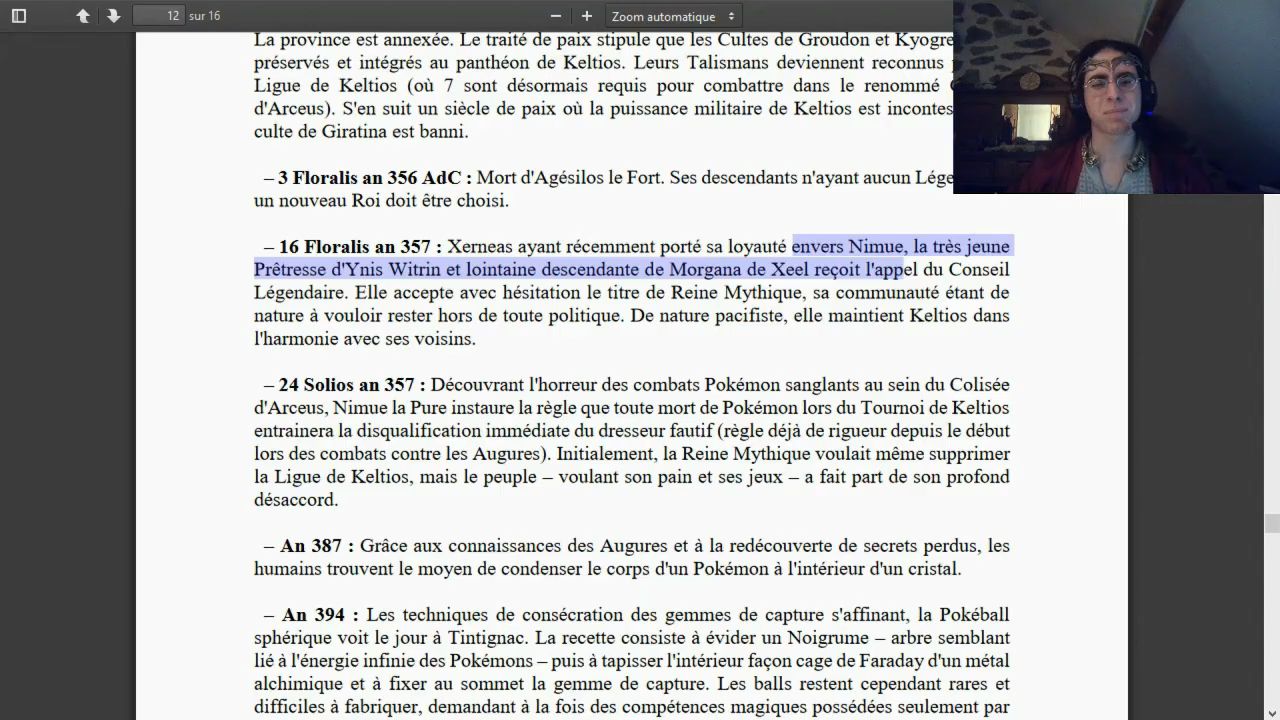 12 sur 16
Zoom automatique
La province est annexée. Le traité de paix stipule que les Cultes de Groudon et Kyogre
préservés et intégrés au panthéon de Keltios. Leurs Talismans deviennent reconnus
Ligue de Keltios (où 7 sont désormais requis pour combattre dans le renommé
d'Arceus). S'en suit un siècle de paix où la puissance militaire de Keltios est
culte de Giratina est banni.
– 3 Floralis an 356 AdC : Mort d'Agésilos le Fort. Ses descendants n'ayant aucun
un nouveau Roi doit être choisi.
– 16 Floralis an 357 : Xerneas ayant récemment porté sa loyauté envers Nimue, la très jeune
Prêtresse d'Ynis Witrin et lointaine descendante de Morgana de Xeel reçoit l'appel du Conseil
Légendaire. Elle accepte avec hésitation le titre de Reine Mythique, sa communauté étant de
nature à vouloir rester hors de toute politique. De nature pacifiste, elle maintient Keltios dans
l'harmonie avec ses voisins.
– 24 Solios an 357 : Découvrant l'horreur des combats Pokémon sanglants au sein du Colisée
d'Arceus, Nimue la Pure instaure la règle que toute mort de Pokémon lors du Tournoi de Keltios
entrainera la disqualification immédiate du dresseur fautif (règle déjà de rigueur depuis le début
lors des combats contre les Augures). Initialement, la Reine Mythique voulait même supprimer
la Ligue de Keltios, mais le peuple – voulant son pain et ses jeux – a fait part de son profond
désaccord.
– An 387 : Grâce aux connaissances des Augures et à la redécouverte de secrets perdus, les
humains trouvent le moyen de condenser le corps d'un Pokémon à l'intérieur d'un cristal.
– An 394 : Les techniques de consécration des gemmes de capture s'affinant, la Pokéball
sphérique voit le jour à Tintignac. La recette consiste à évider un Noigrume – arbre semblant
lié à l'énergie infinie des Pokémons – puis à tapisser l'intérieur façon cage de Faraday d'un métal
alchimique et à fixer au sommet la gemme de capture. Les balls restent cependant rares et
difficiles à fabriquer, demandant à la fois des compétences magiques possédées seulement par